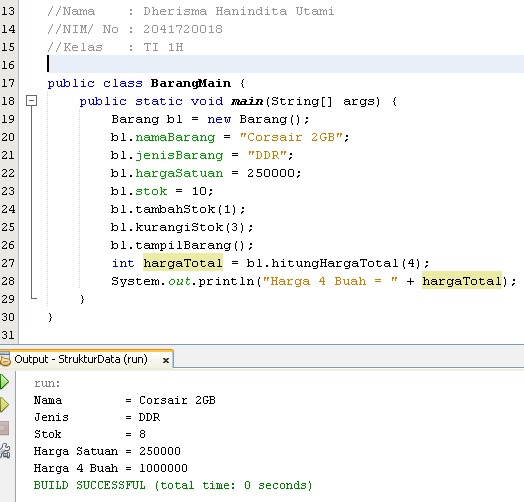 13 //Nama    : Dherisma Hanindita Utami
14 //NIM/ No : 2041720018
15 //Kelas   : TI 1H
16
17 public class BarangMain {
18     public static void main(String[] args) {
19         Barang b1 = new Barang();
20         b1.namaBarang = "Corsair 2GB";
21         b1.jenisBarang = "DDR";
22         b1.hargaSatuan = 250000;
23         b1.stok = 10;
24         b1.tambahStok(1);
25         b1.kurangiStok(3);
26         b1.tampilBarang();
27         int hargaTotal = b1.hitungHargaTotal(4);
28         System.out.println("Harga 4 Buah = " + hargaTotal);
29     }
30 }
31
Output - StrukturData (run) x
run:
Nama         = Corsair 2GB
Jenis        = DDR
Stok         = 8
Harga Satuan = 250000
Harga 4 Buah = 1000000
BUILD SUCCESSFUL (total time: 0 seconds)